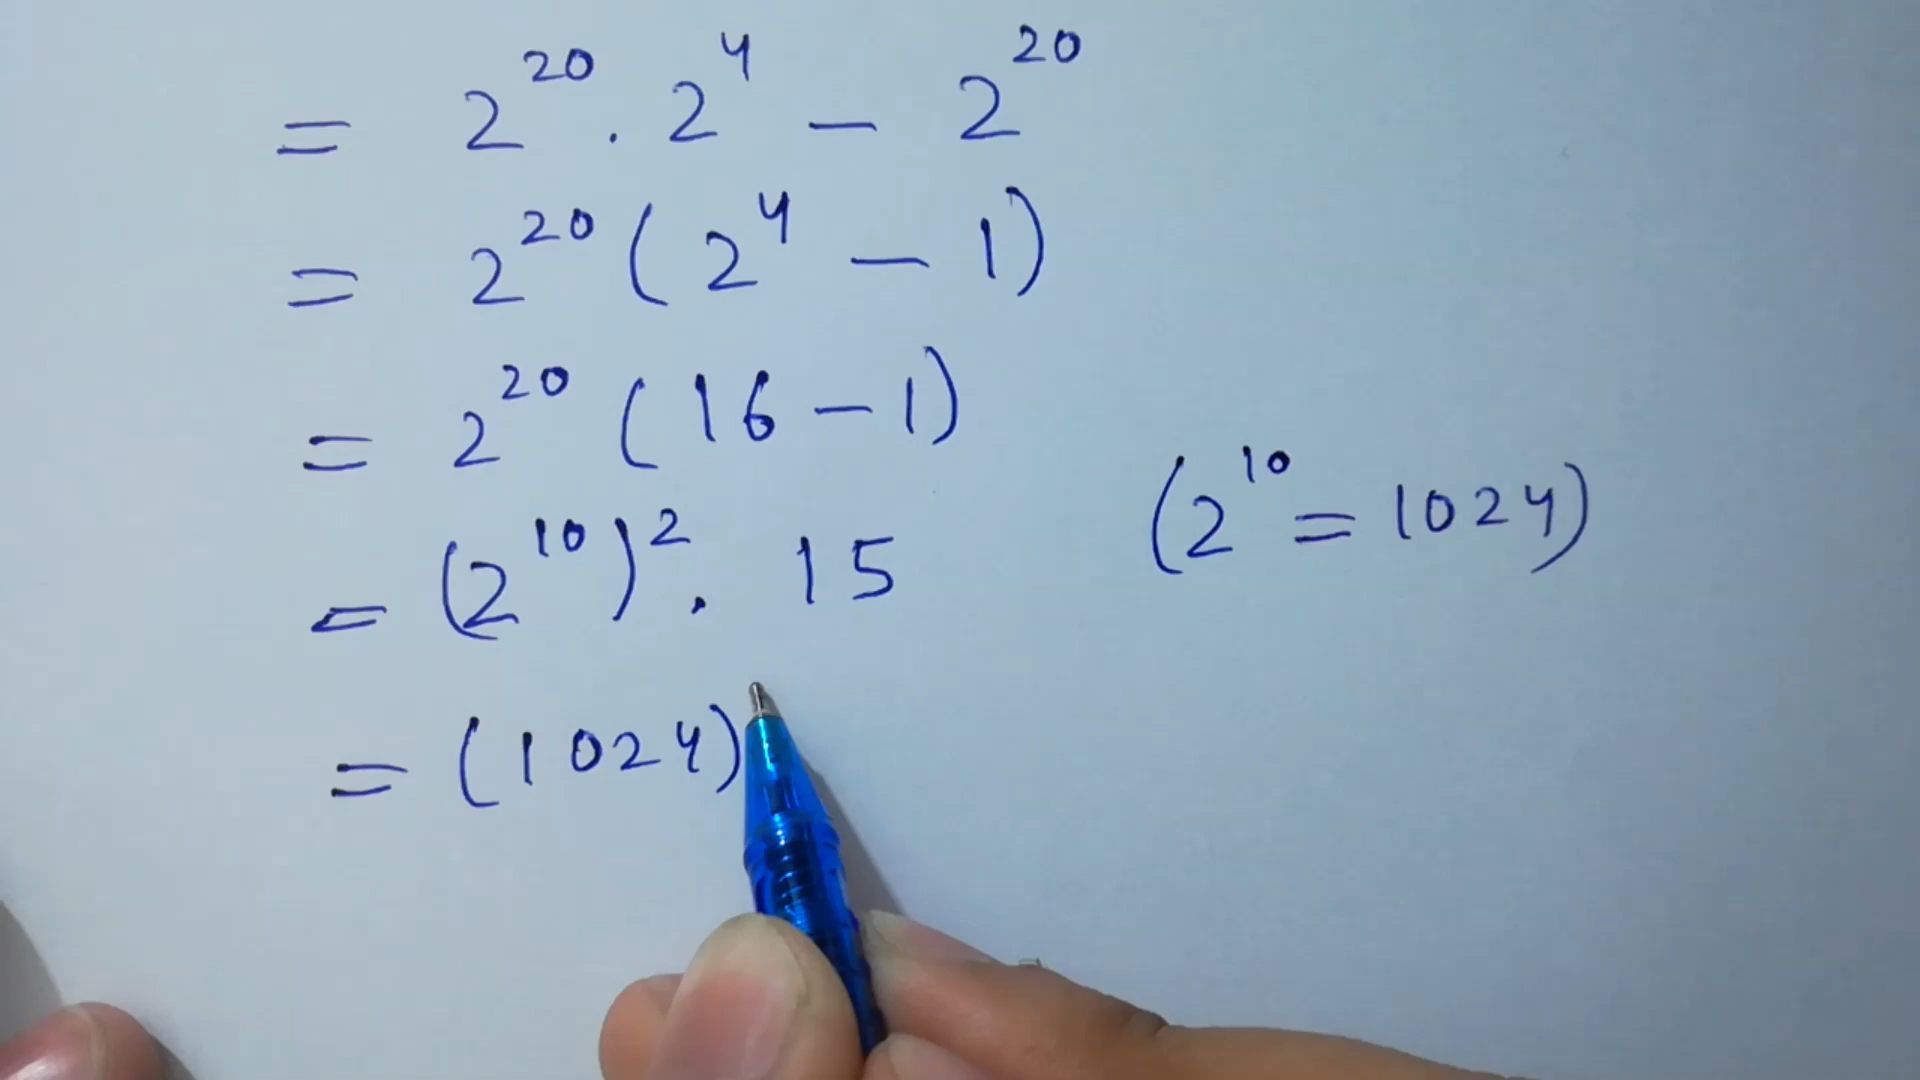 = 2^20 . 2^4 - 2^20
= 2^20 (2^4 - 1)
= 2^20 (16 - 1)
= (2^10)^2 . 15
(2^10 = 1024)
= (1024)